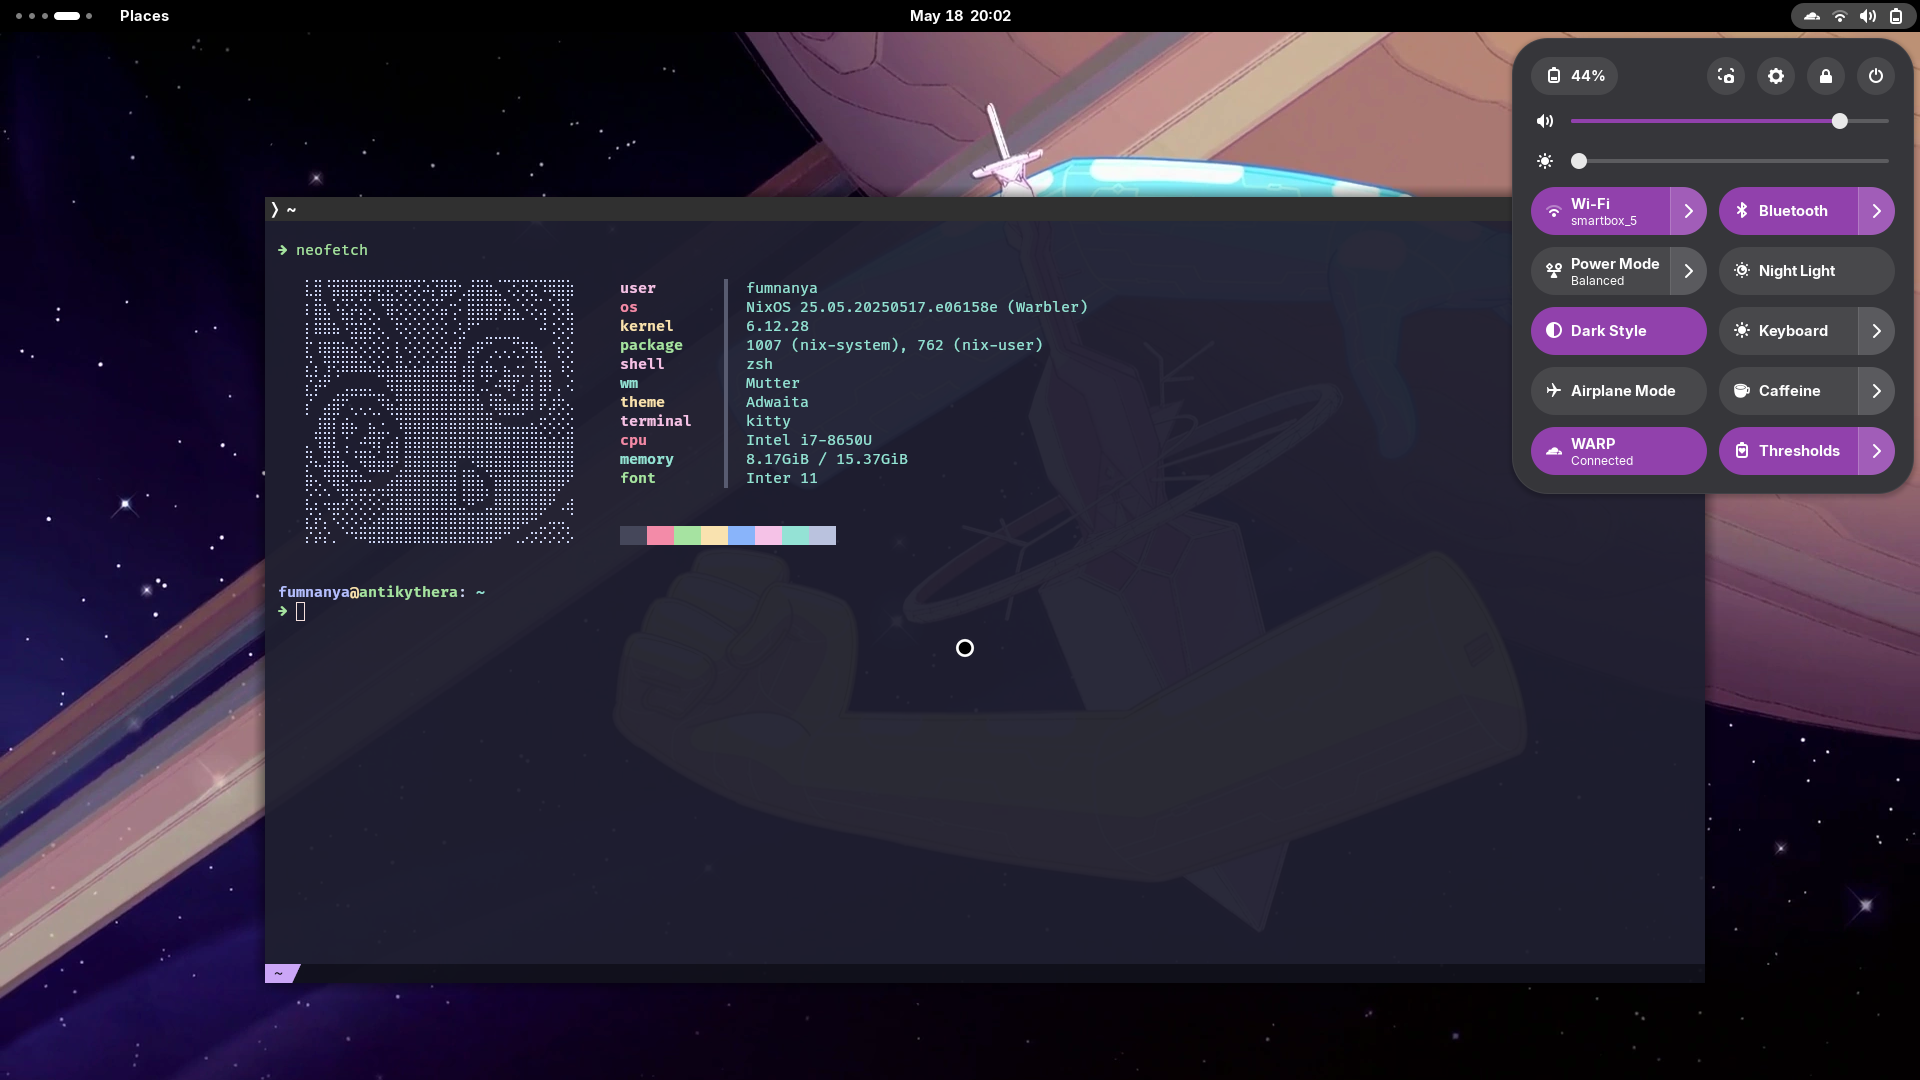 Places
May 18 20:02
44%
Wi-Fi
smartbox_5
Bluetooth
Power Mode
Balanced
Night Light
Dark Style
Keyboard
Airplane Mode
Caffeine
WARP
Connected
Thresholds
❯ ~
➜ neofetch
user fumnanya
os NixOS 25.05.20250517.e06158e (Warbler)
kernel 6.12.28
package 1007 (nix-system), 762 (nix-user)
shell zsh
wm Mutter
theme Adwaita
terminal kitty
cpu Intel i7-8650U
memory 8.17GiB / 15.37GiB
font Inter 11
fumnanya@antikythera: ~
➜
~